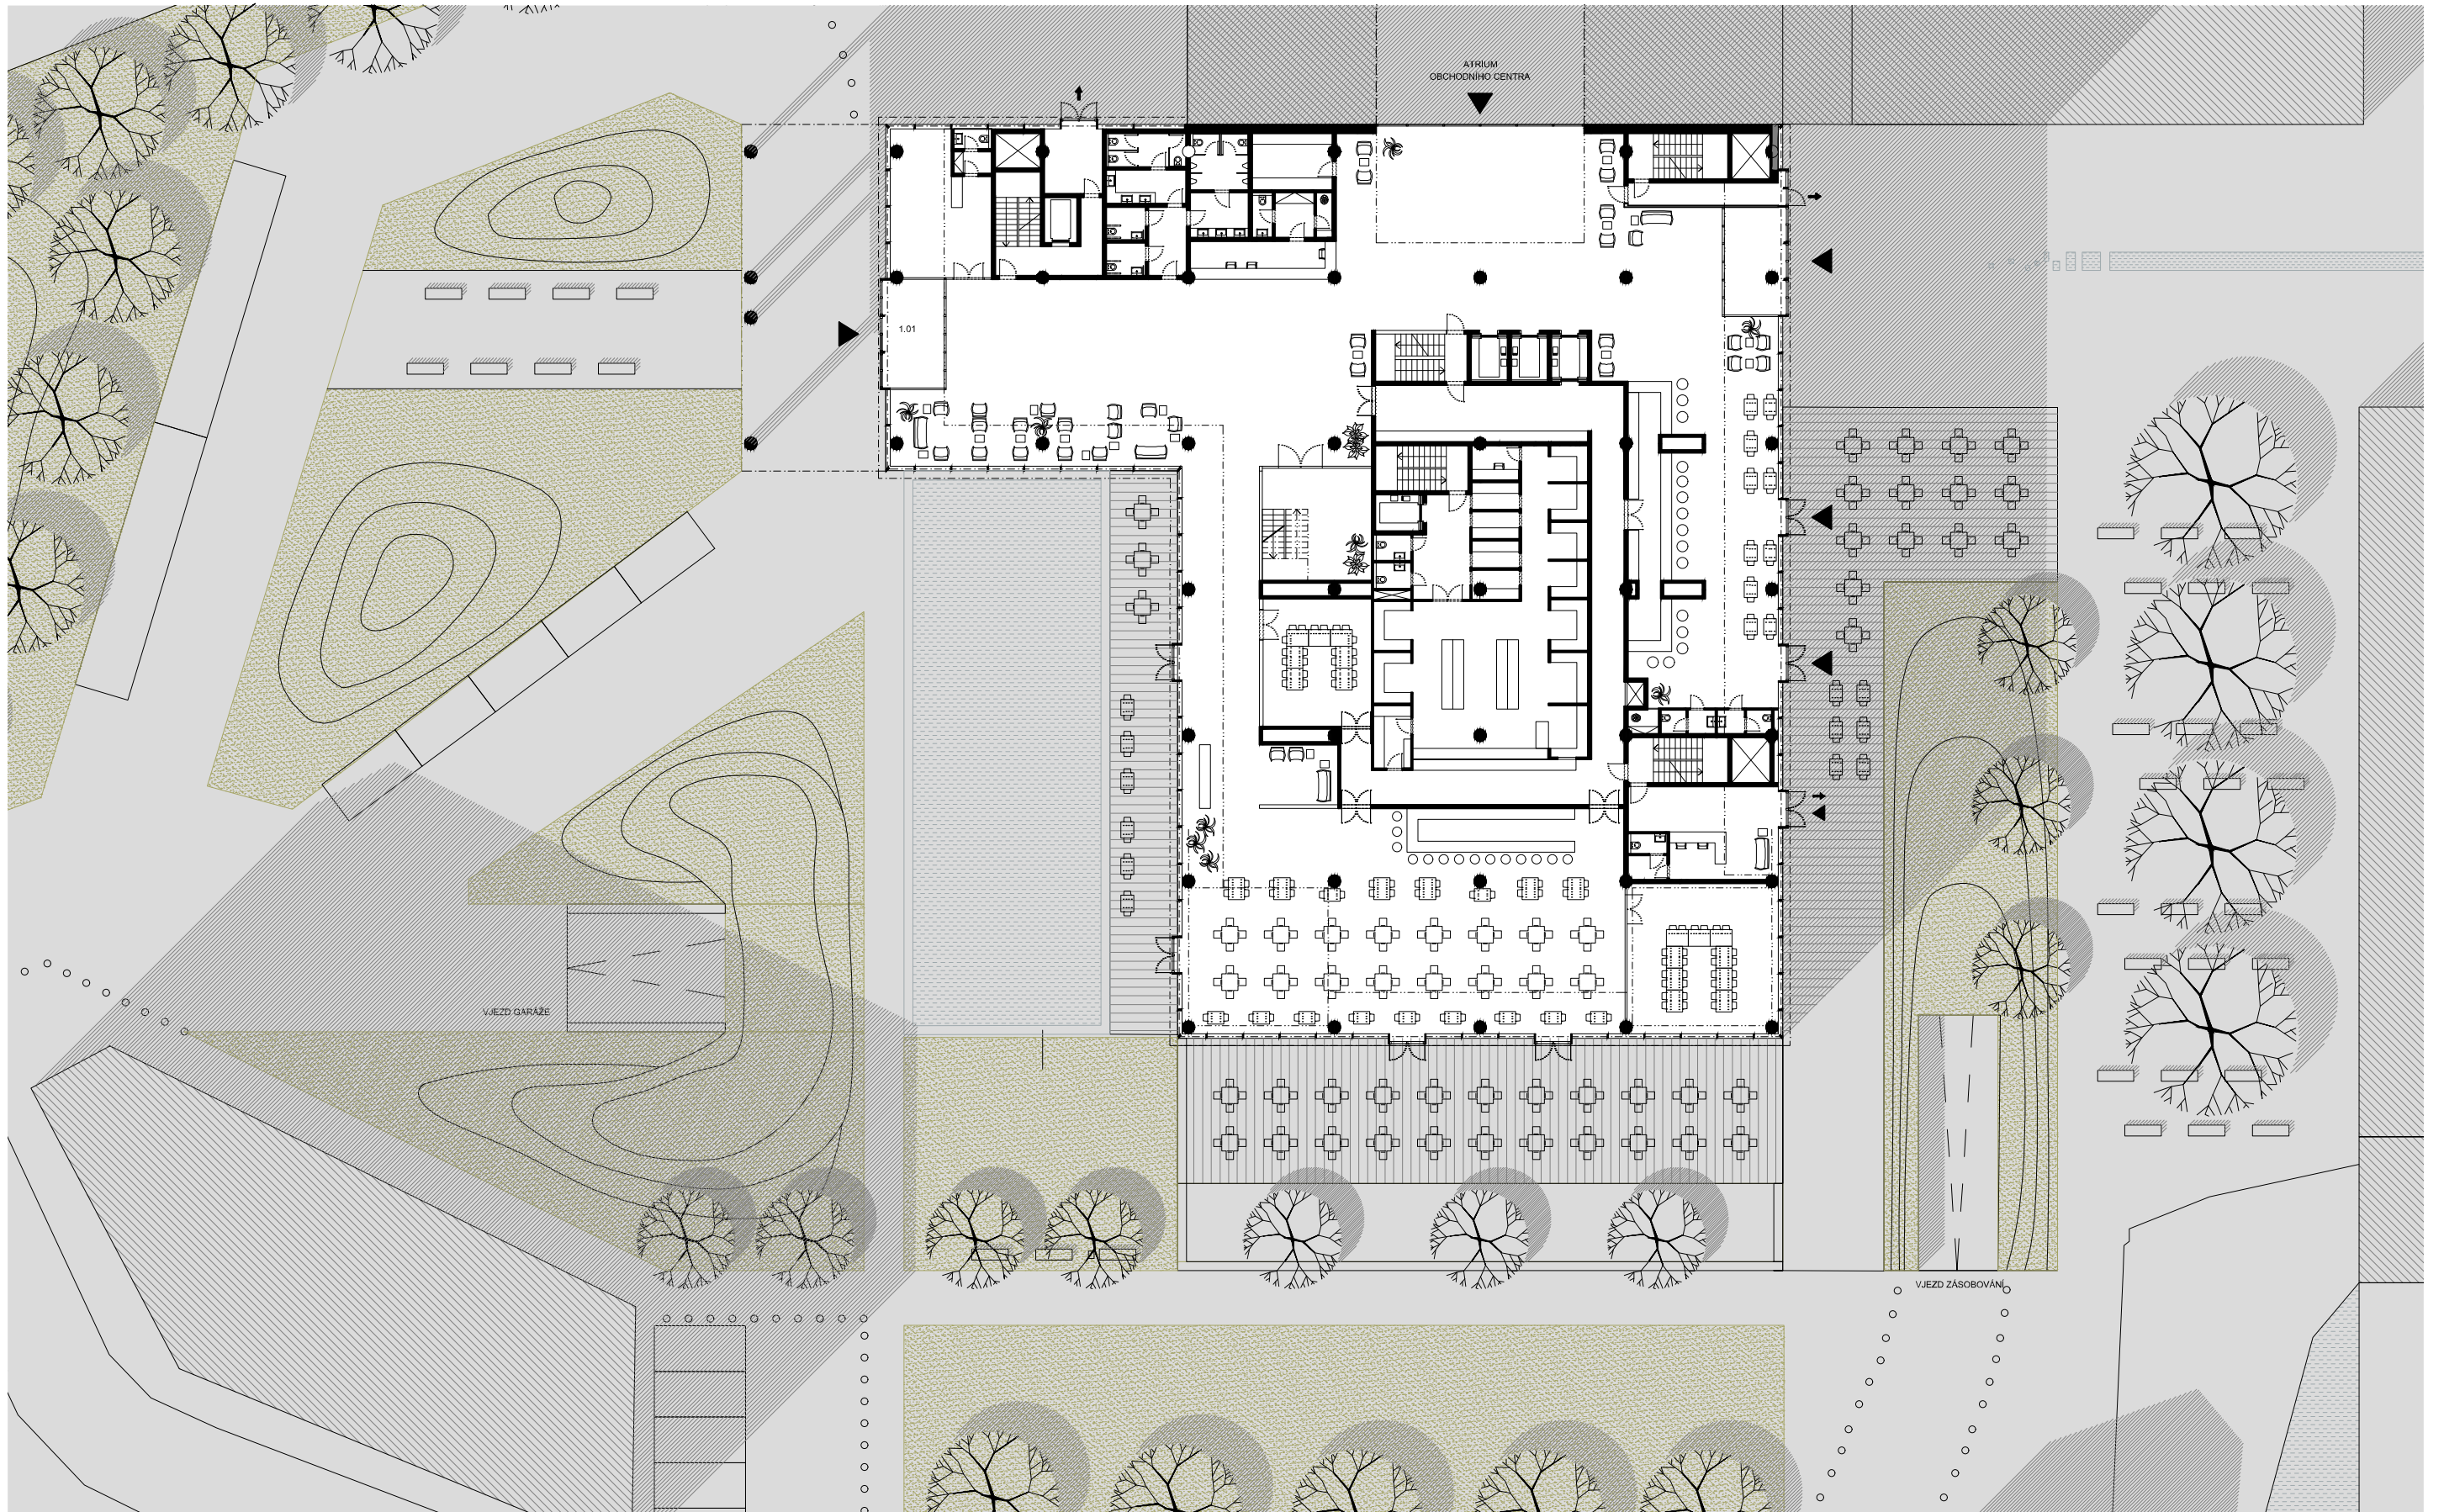 ATRIUM
OBCHODNÍHO CENTRA
1.01
VJEZD GARÁŽE
VJEZD ZÁSOBOVÁNÍ